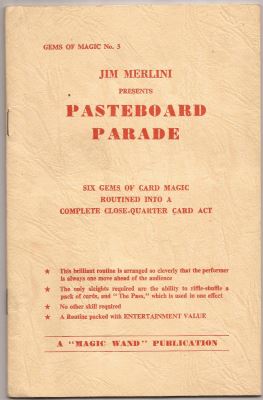 GEMS OF MAGIC No. 3
JIM MERLINI
PRESENTS
PASTEBOARD
PARADE
SIX GEMS OF CARD MAGIC
ROUTINED INTO A
COMPLETE CLOSE-QUARTER CARD ACT
★ This brilliant routine is arranged so cleverly that the performer
is always one move ahead of the audience
★ The only sleights required are the ability to riffle-shuffle a
pack of cards, and "The Pass," which is used in one effect
★ No other skill required
★ A Routine packed with ENTERTAINMENT VALUE
A "MAGIC WAND" PUBLICATION